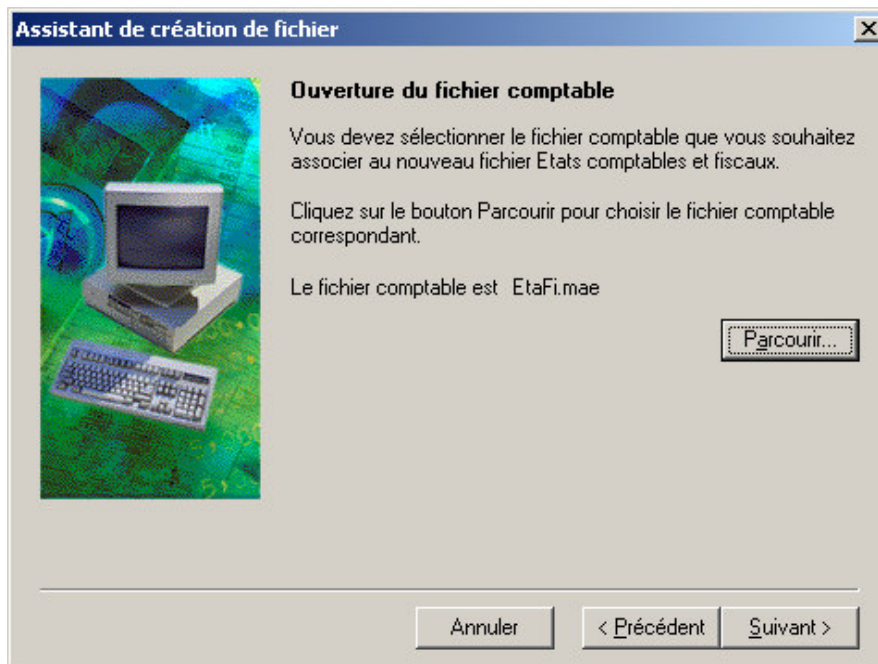 Assistant de création de fichier
Ouverture du fichier comptable
Vous devez sélectionner le fichier comptable que vous souhaitez
associer au nouveau fichier Etats comptables et fiscaux.
Cliquez sur le bouton Parcourir pour choisir le fichier comptable
correspondant.
Le fichier comptable est EtaFi.mae
Parcourir...
Annuler
< Précédent
Suivant >